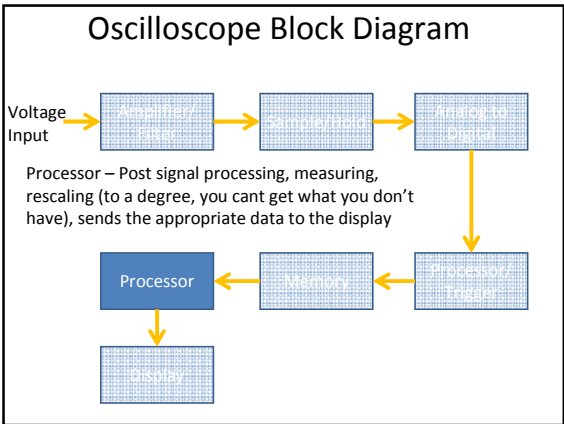 Oscilloscope Block Diagram
Voltage
Input
Amplifier/
Filter
Sample/Hold
Analog to
Digital
Processor – Post signal processing, measuring,
rescaling (to a degree, you cant get what you don't
have), sends the appropriate data to the display
Processor
Memory
Processor/
Trigger
Display